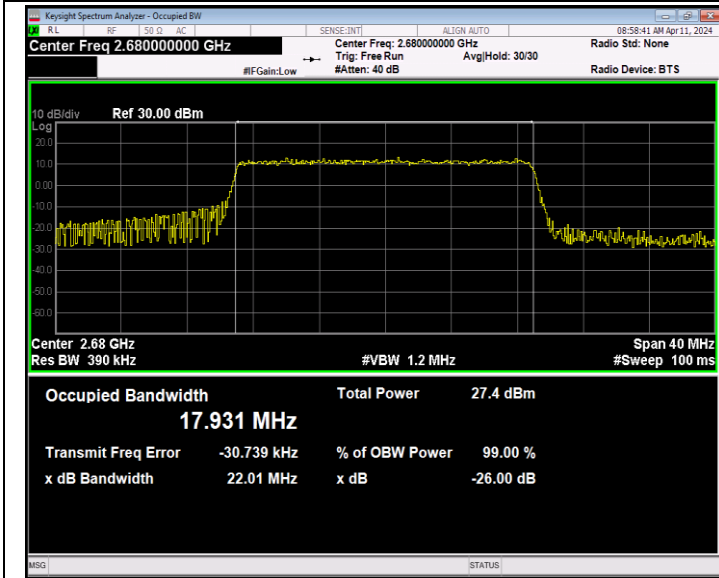 Keysight Spectrum Analyzer - Occupied BW
LXI RL RF 50 Ω AC SENSE:INT ALIGN AUTO 08:58:41 AM Apr 11, 2024
Center Freq 2.680000000 GHz Center Freq: 2.680000000 GHz Radio Std: None
Trig: Free Run Avg|Hold: 30/30
#IFGain:Low #Atten: 40 dB Radio Device: BTS
10 dB/div Ref 30.00 dBm
Log
20.0
10.0
0.00
-10.0
-20.0
-30.0
-40.0
-50.0
-60.0
Center 2.68 GHz Span 40 MHz
Res BW 390 kHz #VBW 1.2 MHz #Sweep 100 ms
Occupied Bandwidth Total Power 27.4 dBm
17.931 MHz
Transmit Freq Error -30.739 kHz % of OBW Power 99.00 %
x dB Bandwidth 22.01 MHz x dB -26.00 dB
MSG STATUS